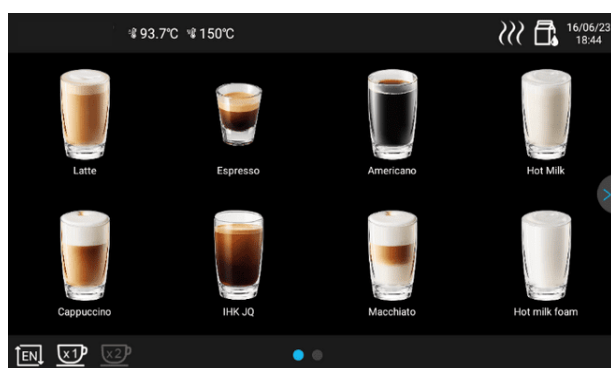 93.7℃ 150℃
16/06/23
18:44
Latte Espresso Americano Hot Milk
Cappuccino IHK JQ Macchiato Hot milk foam
EN x1 x2